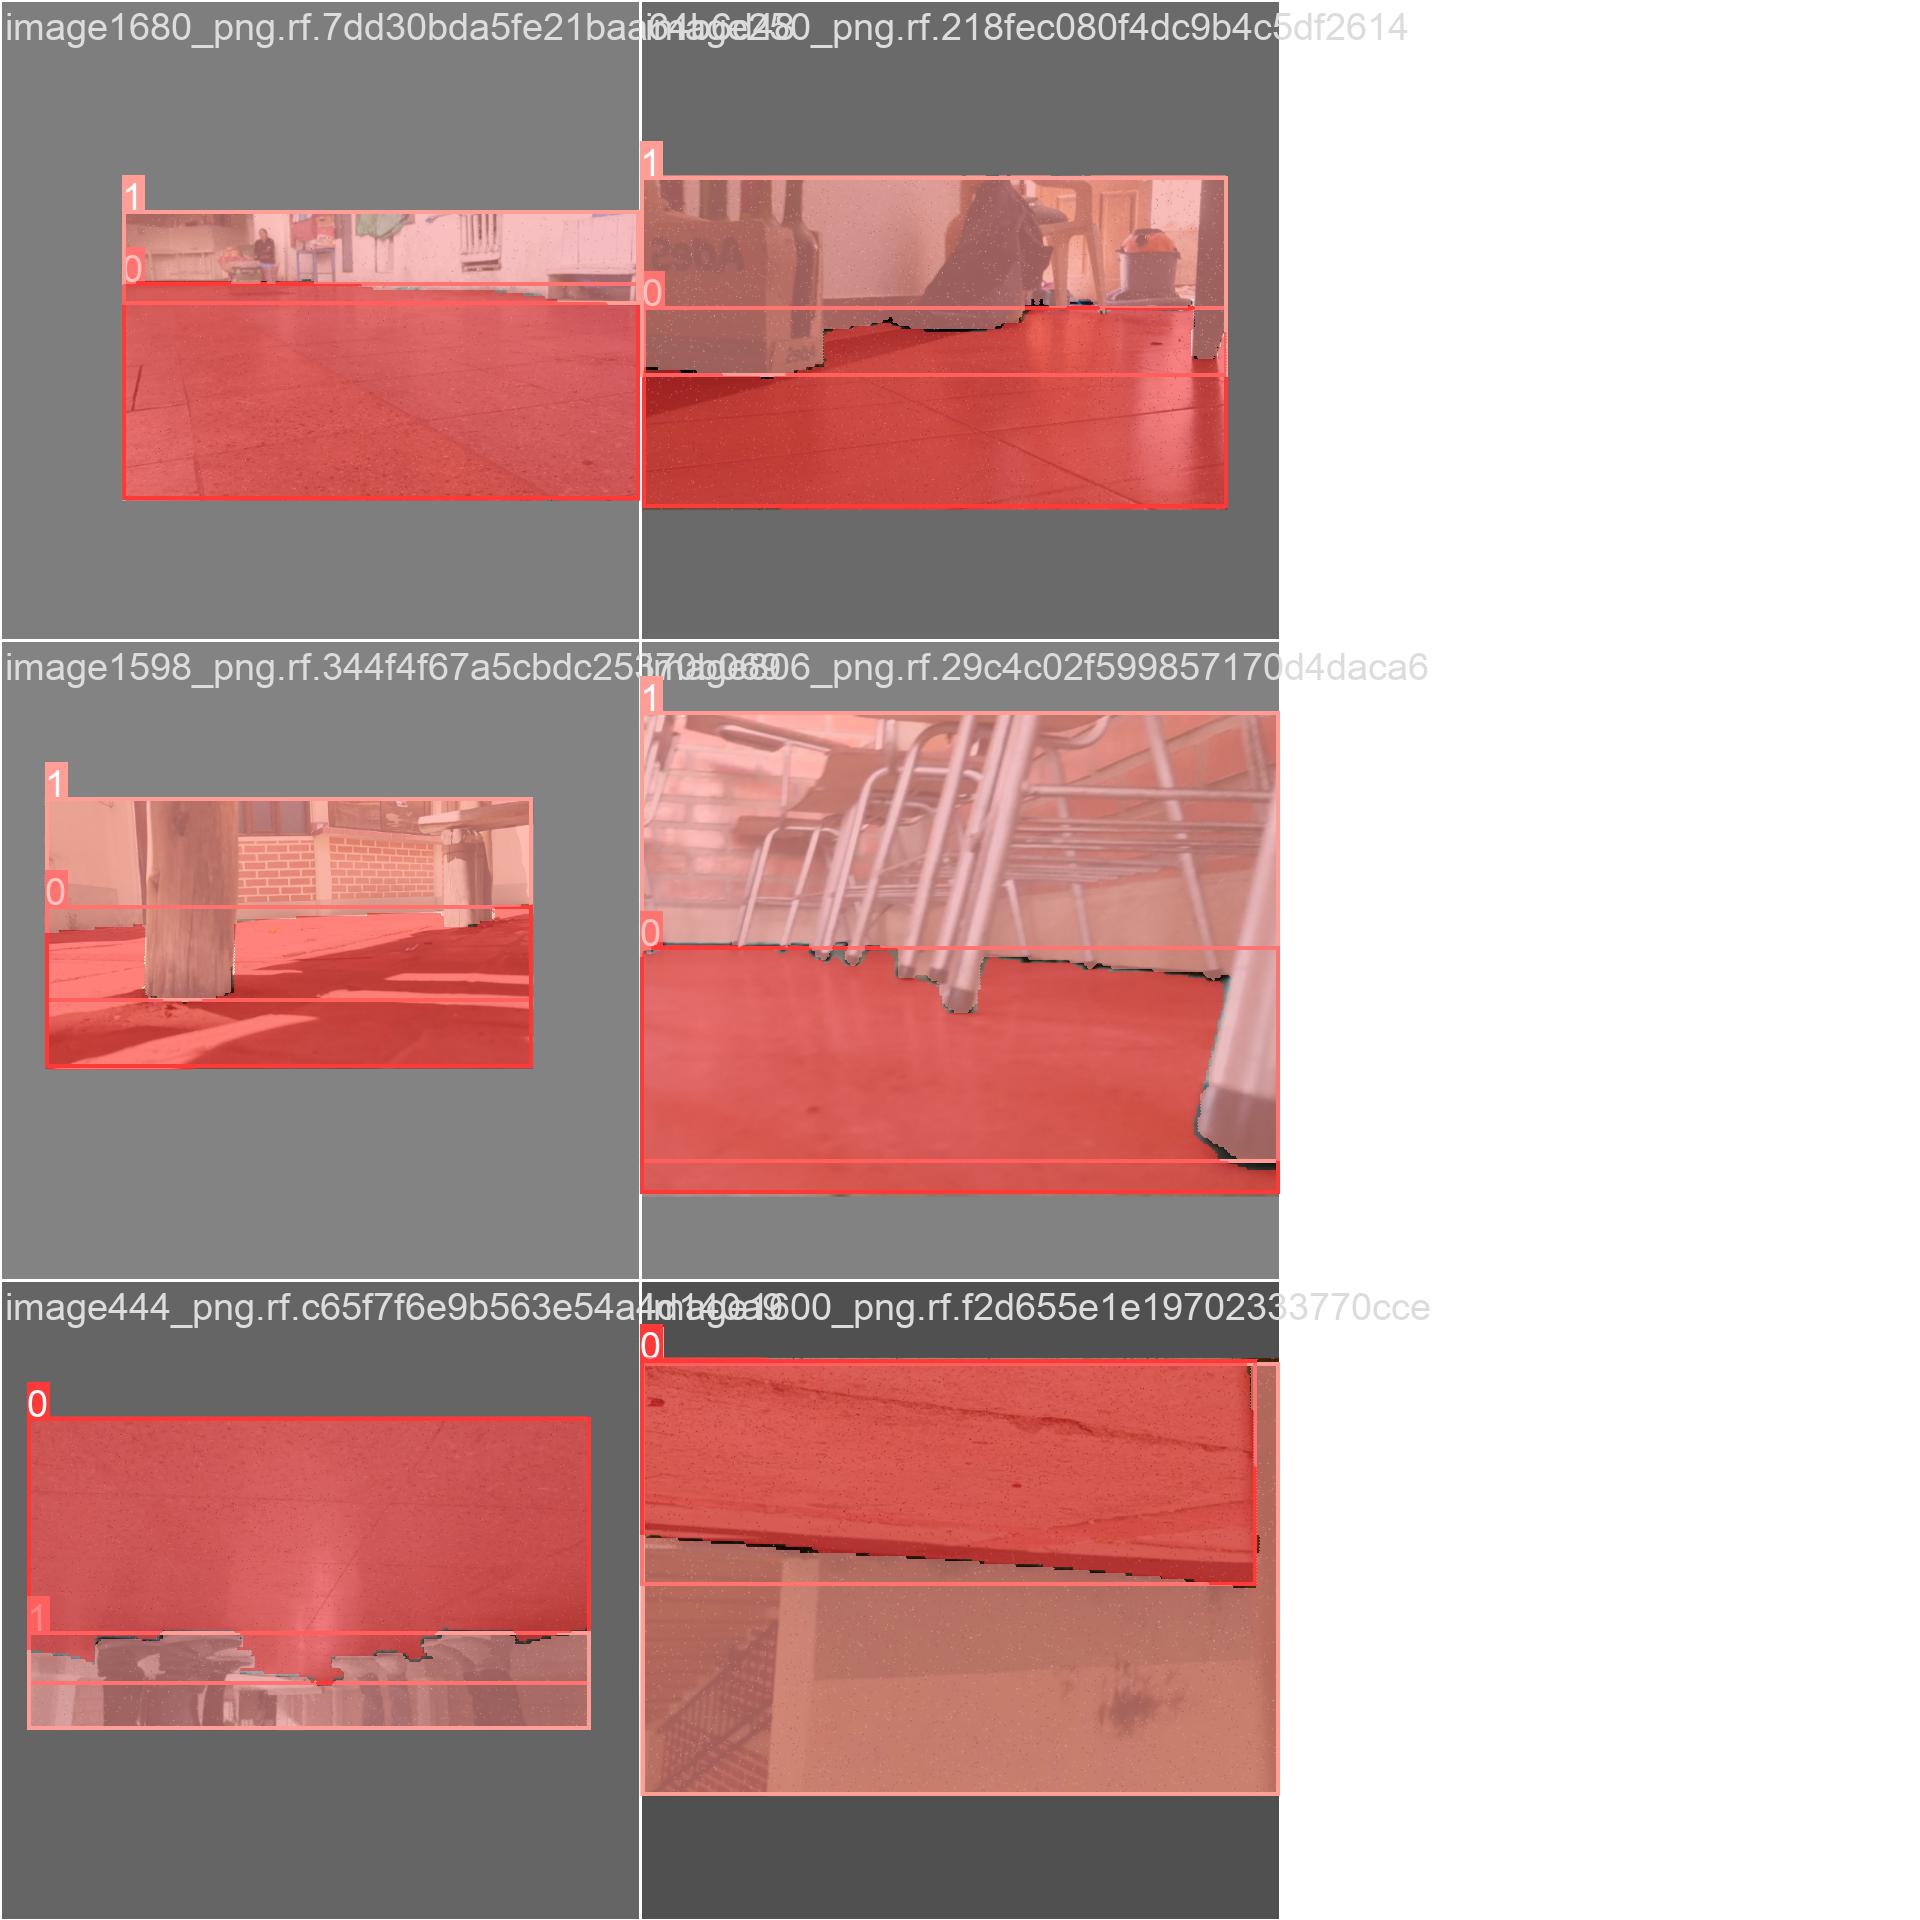 image1680_png.rf.7dd30bda5fe21baa
_png.rf.218fec080f4dc9b4c5df2614
1
1
0
0
image1598_png.rf.344f4f67a5cbdc25
_png.rf.29c4c02f599857170d4daca6
1
1
0
0
image444_png.rf.c65f7f6e9b563e54a
_png.rf.f2d655e1e19702333770cce
0
0
1